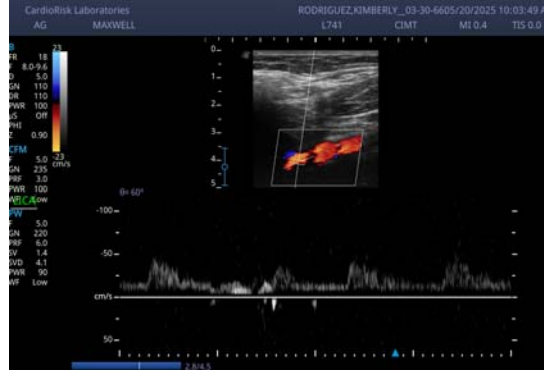 CardioRisk Laboratories RODRIGUEZ,KIMBERLY_ 03-30-6605/20/2025 10:03:49 A
AG MAXWELL L741 CIMT MI 0.4 TIS 0.0
B
FR 18
F 8.0-9.6
D 5.0
GN 110
DR 110
PWR 100
µS Off
PHI
Z 0.90
23
-23
cm/s
CFM
F 5.0
GN 235
PRF 3.0
PWR 100
WF Low
PW
F 5.0
GN 220
PRF 6.0
SV 1.4
SVD 4.1
PWR 90
WF Low
0
1
2
3
4
5
θ= 60°
-100
-50
cm/s
50
2.8/4.5